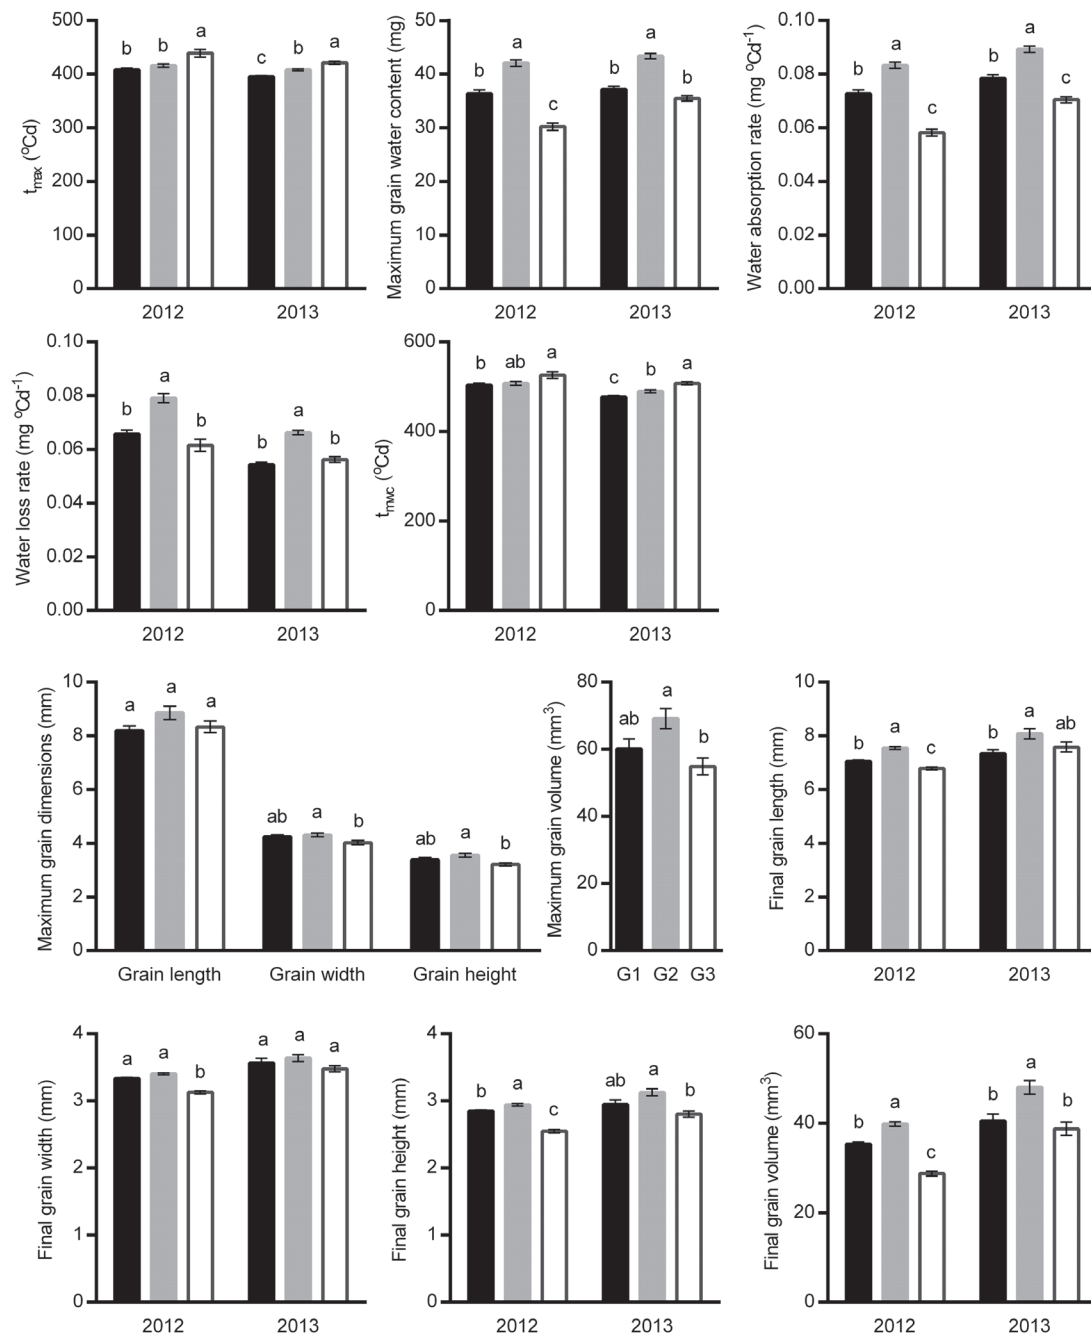 t_max (°Cd)
500
400
300
200
100
0
b b a c b a
2012 2013
Maximum grain water content (mg)
50
40
30
20
10
0
b a c b a b
2012 2013
Water absorption rate (mg °Cd⁻¹)
0.10
0.08
0.06
0.04
0.02
0.00
b a c b a c
2012 2013
Water loss rate (mg °Cd⁻¹)
0.10
0.08
0.06
0.04
0.02
0.00
b a b b a b
2012 2013
t_mwc (°Cd)
600
400
200
0
b ab a c b a
2012 2013
Maximum grain dimensions (mm)
10
8
6
4
2
0
a a a ab a b ab a b
Grain length Grain width Grain height
Maximum grain volume (mm³)
80
60
40
20
0
ab a b
G1 G2 G3
Final grain length (mm)
10
8
6
4
2
0
b a c b a ab
2012 2013
Final grain width (mm)
4
3
2
1
0
a a b a a a
2012 2013
Final grain height (mm)
4
3
2
1
0
b a c ab a b
2012 2013
Final grain volume (mm³)
60
40
20
0
b a c b a b
2012 2013